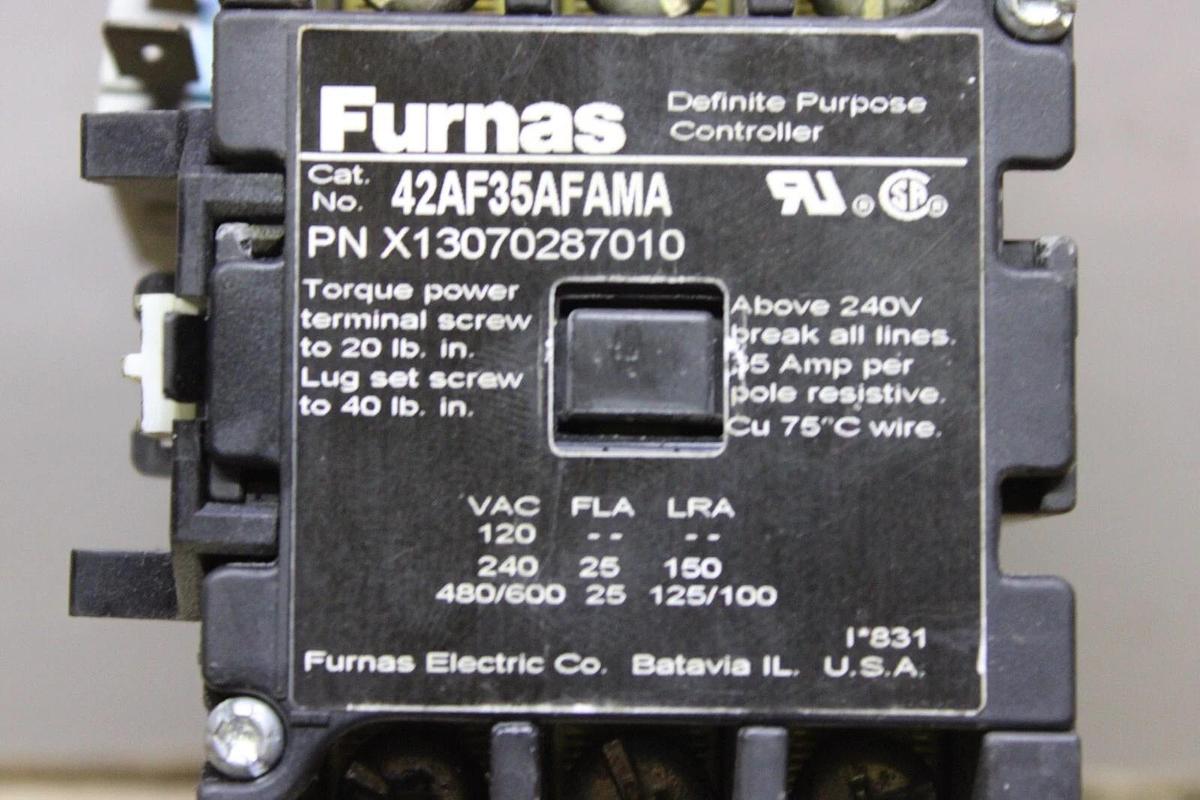 Furnas
Definite Purpose
Controller
Cat.
No. 42AF35AFAMA
PN X13070287010
Torque power
terminal screw
to 20 lb. in.
Lug set screw
to 40 lb. in.
Above 240V
break all lines.
35 Amp per
pole resistive.
Cu 75°C wire.
VAC FLA LRA
120 -- --
240 25 150
480/600 25 125/100
I*831
Furnas Electric Co. Batavia IL. U.S.A.